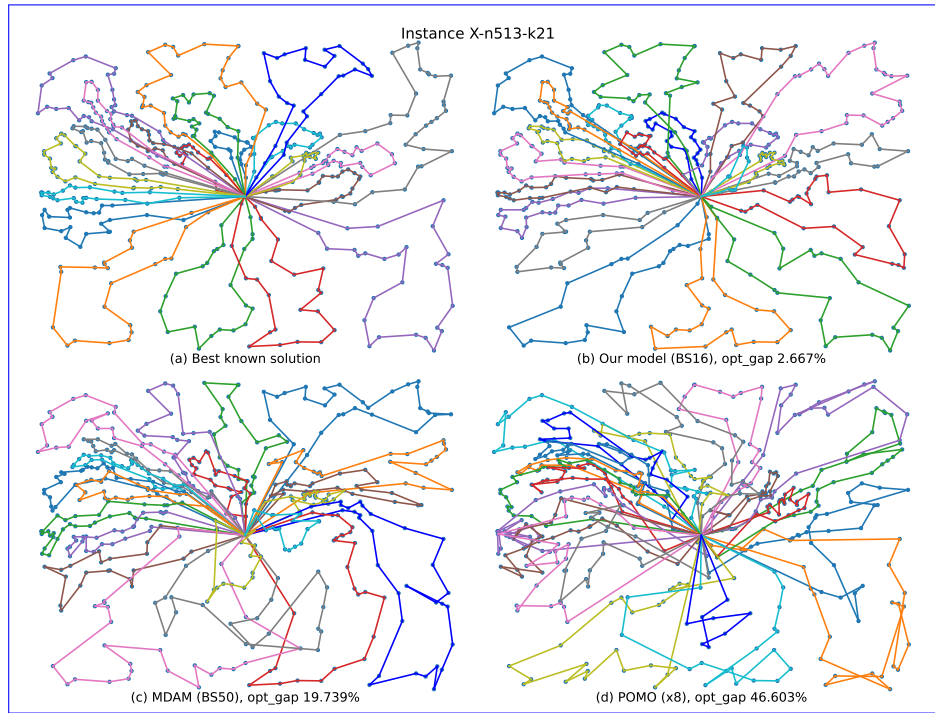 Instance X-n513-k21
(a) Best known solution
(b) Our model (BS16), opt_gap 2.667%
(c) MDAM (BS50), opt_gap 19.739%
(d) POMO (x8), opt_gap 46.603%